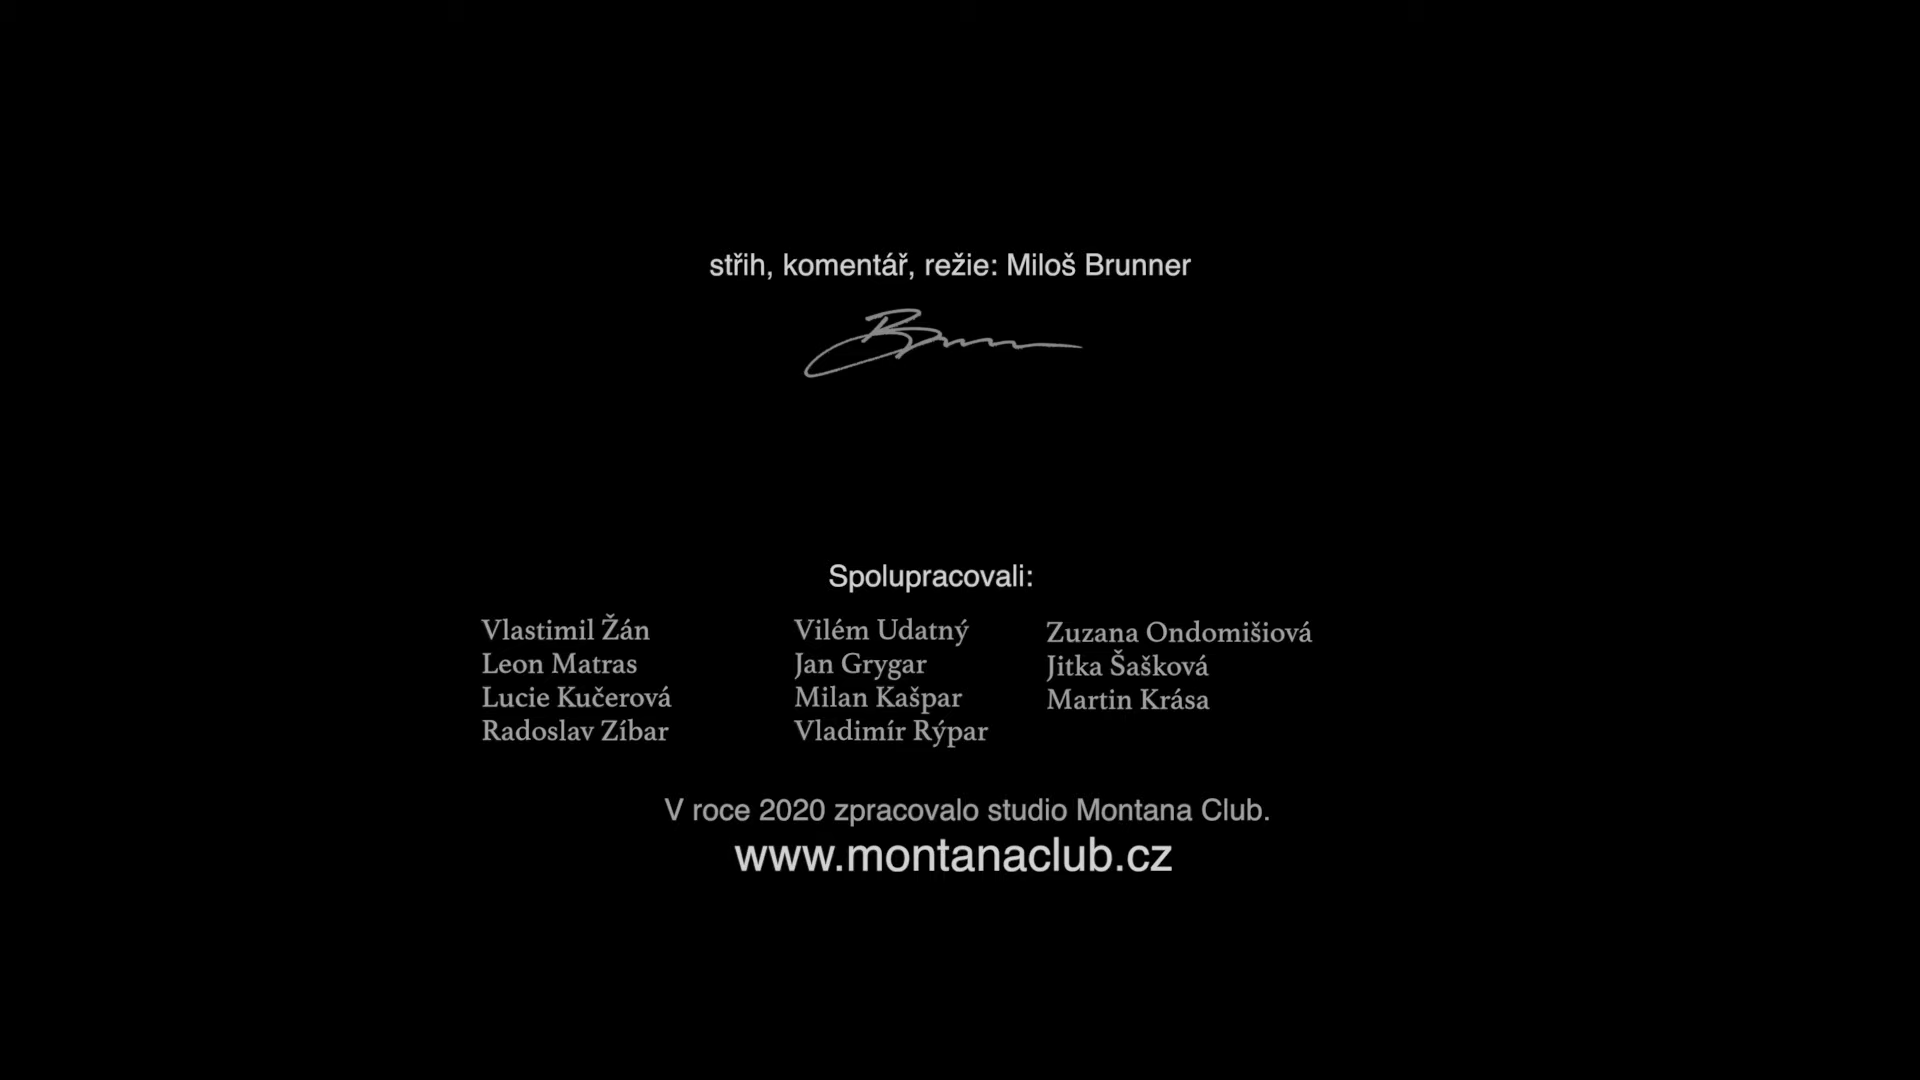 střih, komentář, režie: Miloš Brunner
Spolupracovali:
Vlastimil Žán
Leon Matras
Lucie Kučerová
Radoslav Zíbar
Vilém Udatný
Jan Grygar
Milan Kašpar
Vladimír Rýpar
Zuzana Ondomišiová
Jitka Šašková
Martin Krása
V roce 2020 zpracovalo studio Montana Club.
www.montanaclub.cz